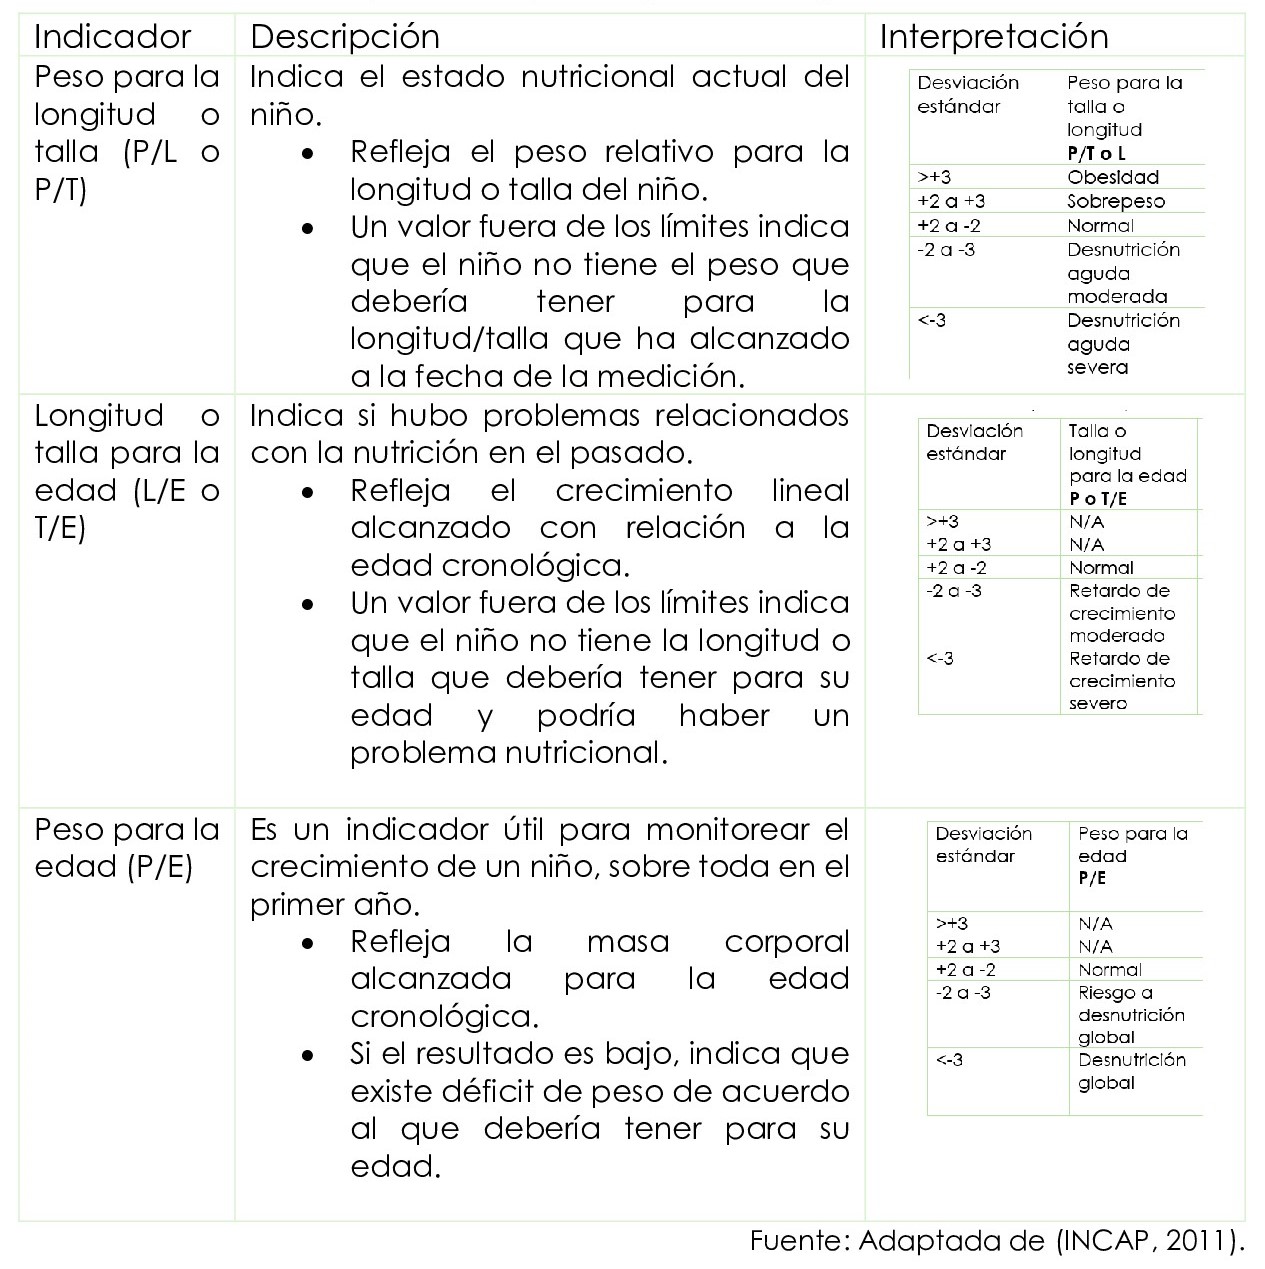 Indicador
Descripción
Interpretación
Peso para la
longitud o
talla (P/L o
P/T)
Indica el estado nutricional actual del
niño.
• Refleja el peso relativo para la
longitud o talla del niño.
• Un valor fuera de los límites indica
que el niño no tiene el peso que
debería tener para la
longitud/talla que ha alcanzado
a la fecha de la medición.
Desviación
estándar
Peso para la
talla o
longitud
P/T o L
>+3 Obesidad
+2 a +3 Sobrepeso
+2 a -2 Normal
-2 a -3 Desnutrición
aguda
moderada
<-3 Desnutrición
aguda
severa
Longitud o
talla para la
edad (L/E o
T/E)
Indica si hubo problemas relacionados
con la nutrición en el pasado.
• Refleja el crecimiento lineal
alcanzado con relación a la
edad cronológica.
• Un valor fuera de los límites indica
que el niño no tiene la longitud o
talla que debería tener para su
edad y podría haber un
problema nutricional.
Desviación
estándar
Talla o
longitud
para la edad
P o T/E
>+3 N/A
+2 a +3 N/A
+2 a -2 Normal
-2 a -3 Retardo de
crecimiento
moderado
<-3 Retardo de
crecimiento
severo
Peso para la
edad (P/E)
Es un indicador útil para monitorear el
crecimiento de un niño, sobre toda en el
primer año.
• Refleja la masa corporal
alcanzada para la edad
cronológica.
• Si el resultado es bajo, indica que
existe déficit de peso de acuerdo
al que debería tener para su
edad.
Desviación
estándar
Peso para la
edad
P/E
>+3 N/A
+2 a +3 N/A
+2 a -2 Normal
-2 a -3 Riesgo a
desnutrición
global
<-3 Desnutrición
global
Fuente: Adaptada de (INCAP, 2011).